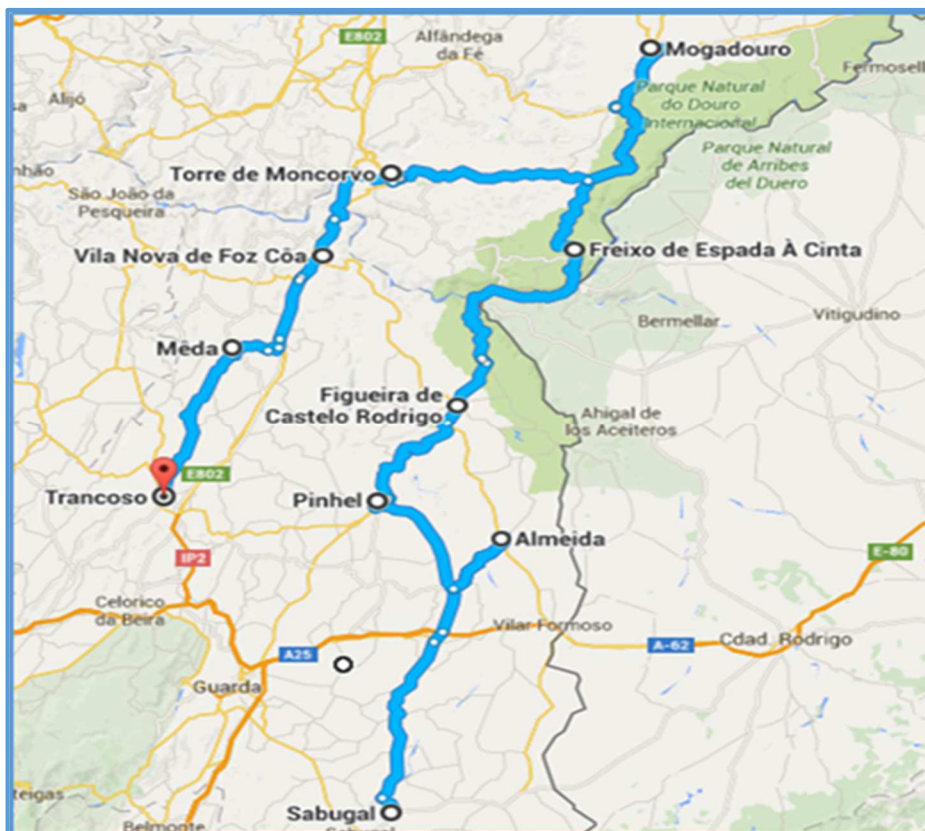 E802
Alfândega
da Fé
Mogadouro
Fermosell
Alijó
Parque Natural
do Douro
Internacional
Parque Natural
de Arribes
del Duero
nhão
Torre de Moncorvo
São João da
Pesqueira
Vila Nova de Foz Côa
Freixo de Espada À Cinta
Vitigudino
Bermellar
Mêda
Figueira de
Castelo Rodrigo
Ahigal de
los Aceiteros
E802
Trancoso
Pinhel
Almeida
IP2
E-80
Celorico
da Beira
Vilar Formoso
A-62
Cdad. Rodrigo
A25
Guarda
teigas
Sabugal
Belmonte
Sabugal